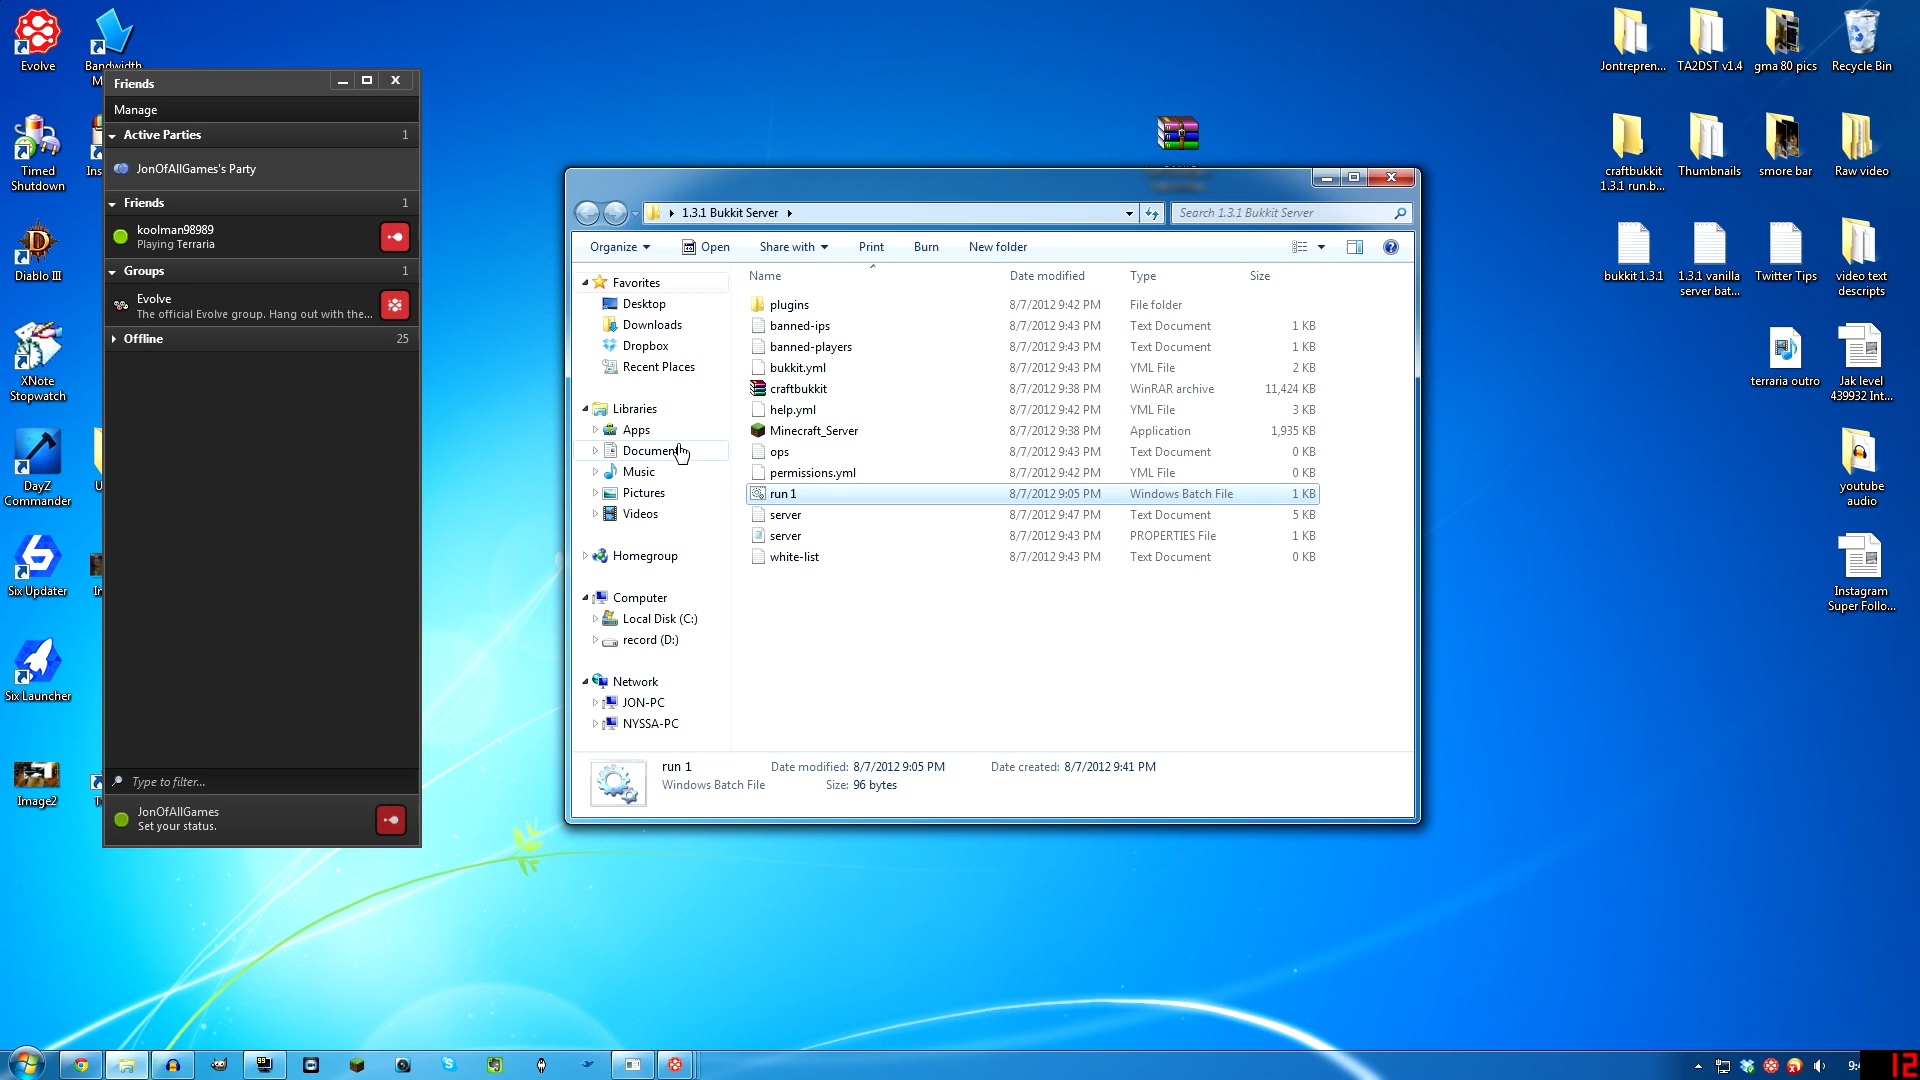 Evolve
Bandwidth
M
Timed
Shutdown
Ins
Diablo III
XNote
Stopwatch
DayZ
Commander
U
Six Updater
In
Six Launcher
Image2
T
Friends
Manage
Active Parties 1
JonOfAllGames's Party
Friends 1
koolman98989
Playing Terraria
Groups 1
Evolve
The official Evolve group. Hang out with the...
Offline 25
Type to filter...
JonOfAllGames
Set your status.
1.3.1 Bukkit Server
Search 1.3.1 Bukkit Server
Organize Open Share with Print Burn New folder
Favorites
Desktop
Downloads
Dropbox
Recent Places
Libraries
Apps
Documen
Music
Pictures
Videos
Homegroup
Computer
Local Disk (C:)
record (D:)
Network
JON-PC
NYSSA-PC
Name Date modified Type Size
plugins 8/7/2012 9:42 PM File folder
banned-ips 8/7/2012 9:43 PM Text Document 1 KB
banned-players 8/7/2012 9:43 PM Text Document 1 KB
bukkit.yml 8/7/2012 9:43 PM YML File 2 KB
craftbukkit 8/7/2012 9:38 PM WinRAR archive 11,424 KB
help.yml 8/7/2012 9:42 PM YML File 3 KB
Minecraft_Server 8/7/2012 9:38 PM Application 1,935 KB
ops 8/7/2012 9:43 PM Text Document 0 KB
permissions.yml 8/7/2012 9:42 PM YML File 0 KB
run 1 8/7/2012 9:05 PM Windows Batch File 1 KB
server 8/7/2012 9:47 PM Text Document 5 KB
server 8/7/2012 9:43 PM PROPERTIES File 1 KB
white-list 8/7/2012 9:43 PM Text Document 0 KB
run 1 Date modified: 8/7/2012 9:05 PM Date created: 8/7/2012 9:41 PM
Windows Batch File Size: 96 bytes
Jontrepren...
TA2DST v1.4
gma 80 pics
Recycle Bin
craftbukkit
1.3.1 run.b...
Thumbnails
smore bar
Raw video
bukkit 1.3.1
1.3.1 vanilla
server bat...
Twitter Tips
video text
descripts
terraria outro
Jak level
439932 Int...
youtube
audio
Instagram
Super Follo...
99
9:4
12